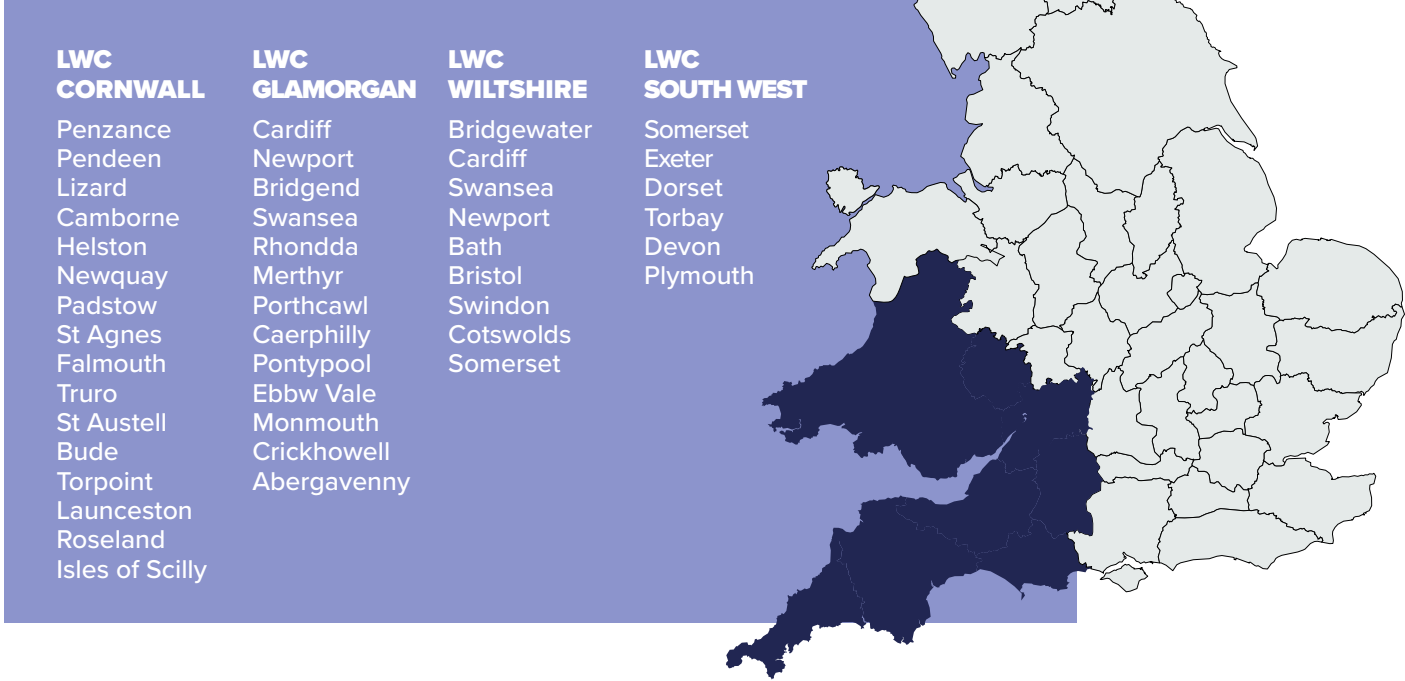 LWC
CORNWALL
Penzance
Pendeen
Lizard
Camborne
Helston
Newquay
Padstow
St Agnes
Falmouth
Truro
St Austell
Bude
Torpoint
Launceston
Roseland
Isles of Scilly
LWC
GLAMORGAN
Cardiff
Newport
Bridgend
Swansea
Rhondda
Merthyr
Porthcawl
Caerphilly
Pontypool
Ebbw Vale
Monmouth
Crickhowell
Abergavenny
LWC
WILTSHIRE
Bridgewater
Cardiff
Swansea
Newport
Bath
Bristol
Swindon
Cotswolds
Somerset
LWC
SOUTH WEST
Somerset
Exeter
Dorset
Torbay
Devon
Plymouth